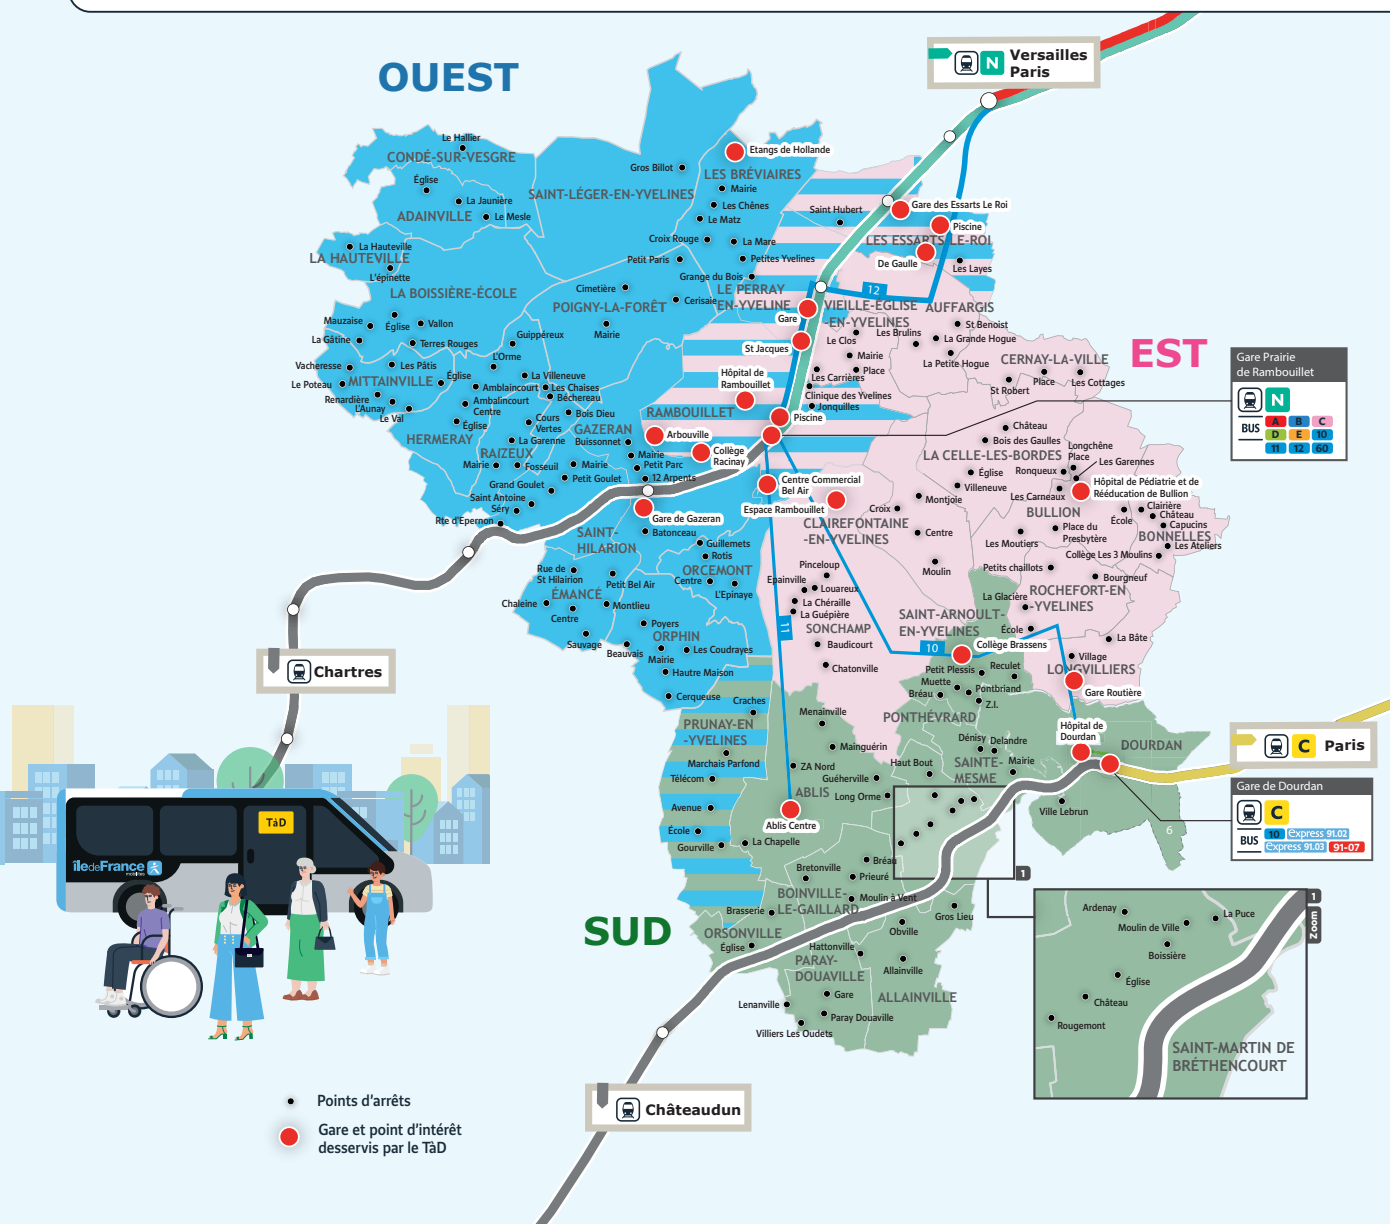 OUEST
N
Versailles
Paris
Le Hallier
CONDÉ-SUR-VESGRE
Église
La Jaunière
ADAINVILLE
Le Mesle
SAINT-LÉGER-EN-YVELINES
Gros Billot
Etangs de Hollande
LES BRÉVIAIRES
Mairie
Les Chênes
Le Matz
Croix Rouge
La Mare
Petit Paris
Petites Yvelines
Grange du Bois
Saint Hubert
Gare des Essarts Le Roi
Piscine
LES ESSARTS-LE-ROI
De Gaulle
Les Layes
La Hauteville
LA HAUTEVILLE
L'épinette
LA BOISSIÈRE-ÉCOLE
Cimetière
POIGNY-LA-FORÊT
Cerisaie
Mairie
LE PERRAY
EN-YVELINE
Gare
12
VIEILLE-ÉGLISE
-EN-YVELINES
AUFFARGIS
Mauzaise
Église
Vallon
La Gâtine
Terres Rouges
Guippéreux
L'Orme
St Jacques
Le Clos
Les Brulins
St Benoist
La Grande Hogue
La Petite Hogue
Mairie
Place
Les Carrières
CERNAY-LA-VILLE
Place
Les Cottages
St Robert
EST
Gare Prairie
de Rambouillet
N
BUS
A
B
C
D
E
10
11
12
60
Vacheresse
Les Pâtis
Le Poteau
MITTAINVILLE
Église
La Villeneuve
Renardière
L'Aunay
Le Val
Amblaincourt
Les Chaises
Béchereau
Ambalincourt
Centre
Église
Cours
Vertes
Bois Dieu
HERMERAY
La Garenne
GAZERAN
Buissonnet
RAIZEUX
Mairie
Fosseuil
Mairie
Mairie
Petit Parc
Grand Goulet
Petit Goulet
12 Arpents
Saint Antoine
Séry
Rte d'Epernon
Hôpital de
Rambouillet
Clinique des Yvelines
Jonquilles
RAMBOUILLET
Piscine
Arbouville
Collège
Racinay
Centre Commercial
Bel Air
Espace Rambouillet
Gare de Gazeran
Château
Bois des Gaulles
LA CELLE-LES-BORDES
Longchêne
Place
Les Garennes
Église
Ronqueux
Villeneuve
Les Carneaux
Hôpital de Pédiatrie et de
Rééducation de Bullion
Montjoie
BULLION
École
Clairière
Château
Capucins
BONNELLES
Les Ateliers
Croix
CLAIREFONTAINE
-EN-YVELINES
Centre
Moulin
Les Moutiers
Place du
Presbytère
Collège Les 3 Moulins
Petits chaillots
Bourgneuf
SAINT-
HILARION
Batonceau
Guillemets
Rotis
ORCEMONT
Centre
L'Epinaye
Rue de
St Hilairion
Petit Bel Air
ÉMANCÉ
Chaleine
Centre
Montlieu
Sauvage
Poyers
ORPHIN
Beauvais
Mairie
Les Coudrayes
Hautre Maison
Cerqueuse
Pinceloup
Epainville
Louareux
La Chéraille
La Guépière
11
SONCHAMP
Baudicourt
Chatonville
La Glacière
ROCHEFORT-EN
-YVELINES
SAINT-ARNOULT-
EN-YVELINES
École
10
Collège Brassens
La Bâte
Village
LONGVILLIERS
Gare Routière
Petit Plessis
Reculet
Muette
Pontbriand
Bréau
Z.I.
PONTHÉVRARD
Chartres
Craches
PRUNAY-EN
-YVELINES
Marchais Parfond
Télécom
Avenue
École
Gourville
Menainville
Mainguérin
ZA Nord
Guéherville
ABLIS
Long Orme
Ablis Centre
La Chapelle
Dénisy
Delandre
SAINTE-
MESME
Haut Bout
Mairie
Hôpital de
Dourdan
DOURDAN
Ville Lebrun
6
C
Paris
Gare de Dourdan
C
BUS
10
express 91.02
express 91.03
91-07
TàD
îledeFrance
mobilités
SUD
Bretonville
Bréau
Prieuré
BOINVILLE-
LE-GAILLARD
Moulin à Vent
Brasserie
ORSONVILLE
Église
Obville
Gros Lieu
Hattonville
PARAY-
DOUAVILLE
Allainville
ALLAINVILLE
Gare
Lenanville
Paray Douaville
Villiers Les Oudets
1
1
Zoom
Ardenay
La Puce
Moulin de Ville
Boissière
Église
Château
Rougemont
SAINT-MARTIN DE
BRÉTHENCOURT
Châteaudun
Points d'arrêts
Gare et point d'intérêt
desservis par le TàD